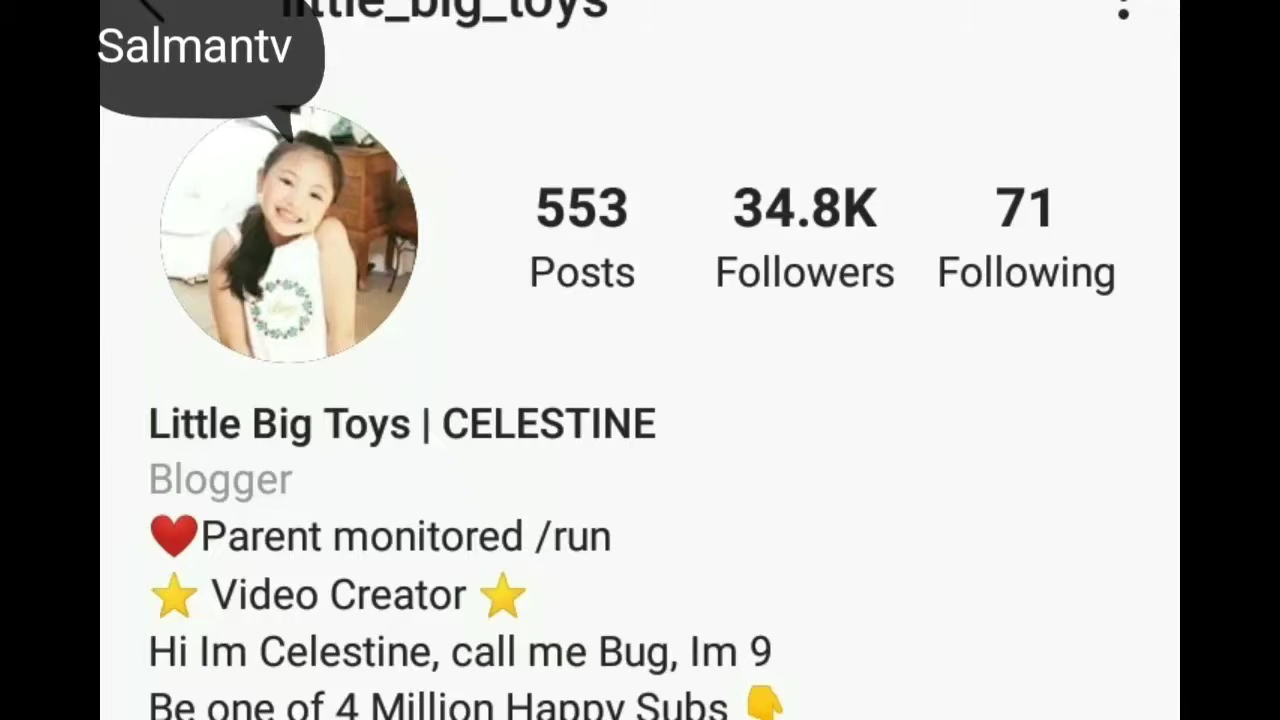 little_big_toys
Salmantv
553 34.8K 71
Posts Followers Following
Little Big Toys | CELESTINE
Blogger
❤️Parent monitored /run
⭐ Video Creator ⭐
Hi Im Celestine, call me Bug, Im 9
Be one of 4 Million Happy Subs 👇